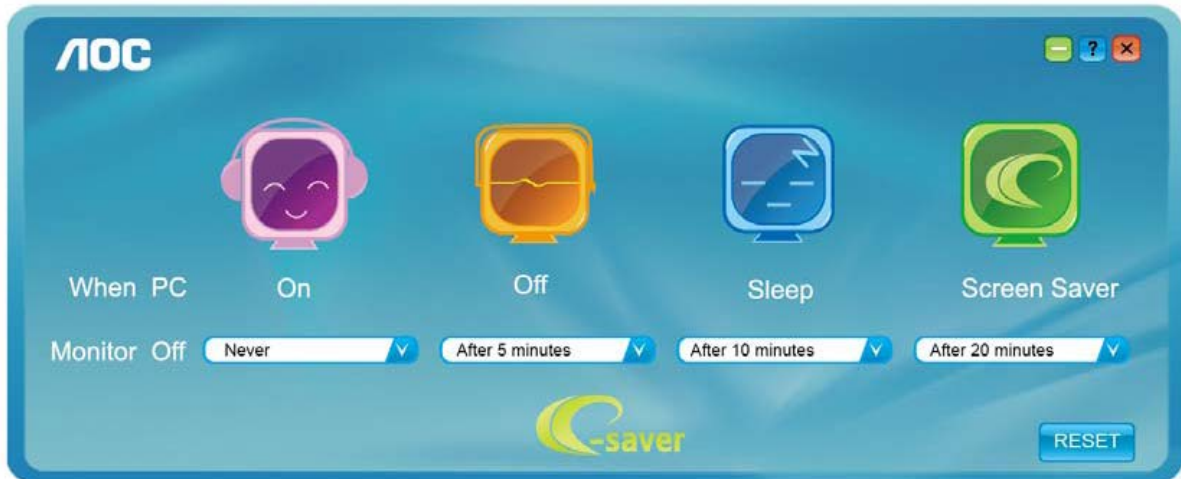 AOC
?
When PC On Off Sleep Screen Saver
Monitor Off Never After 5 minutes After 10 minutes After 20 minutes
e-saver
RESET